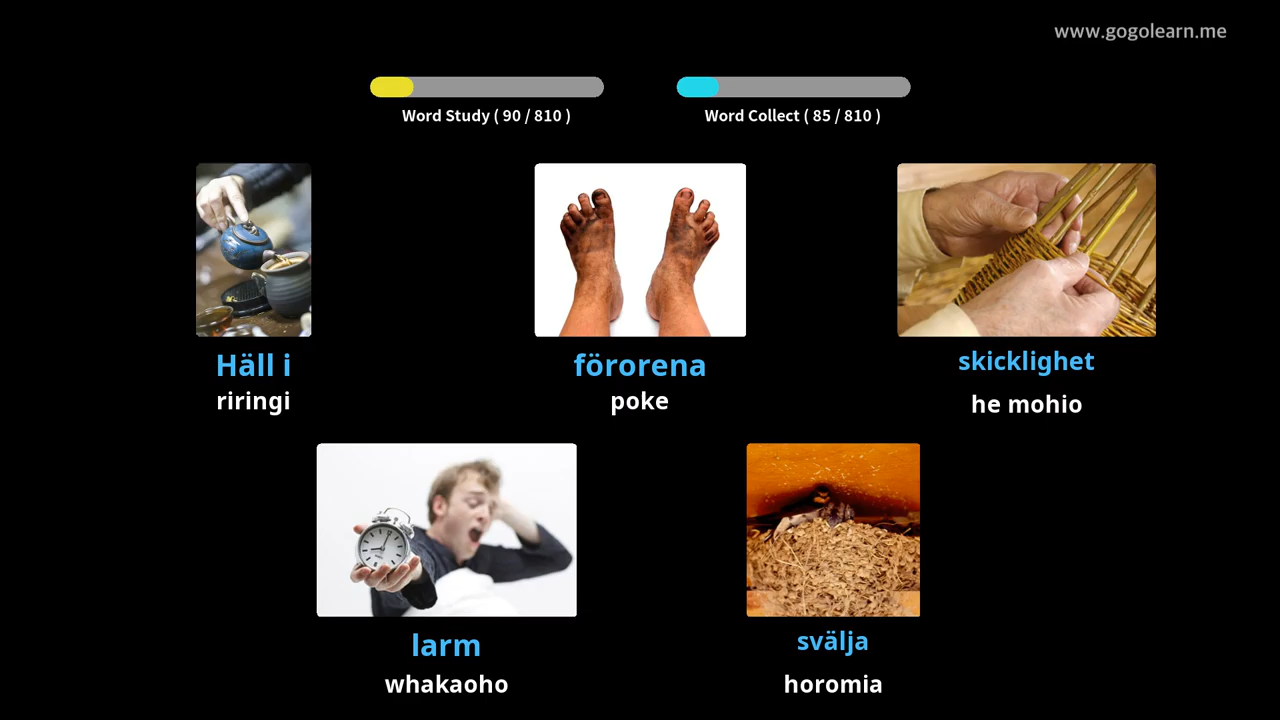 www.gogolearn.me
Word Study ( 90 / 810 )
Word Collect ( 85 / 810 )
Häll i
riringi
förorena
poke
skicklighet
he mohio
larm
whakaoho
svälja
horomia